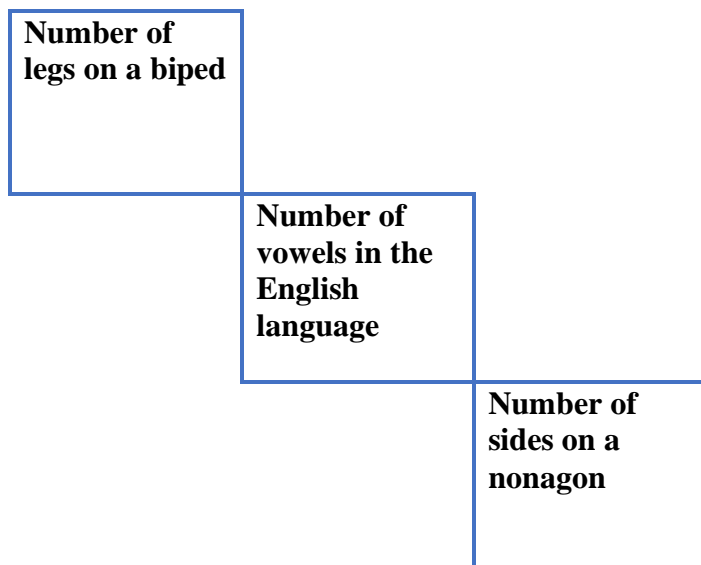 Number of
legs on a biped
Number of
vowels in the
English
language
Number of
sides on a
nonagon